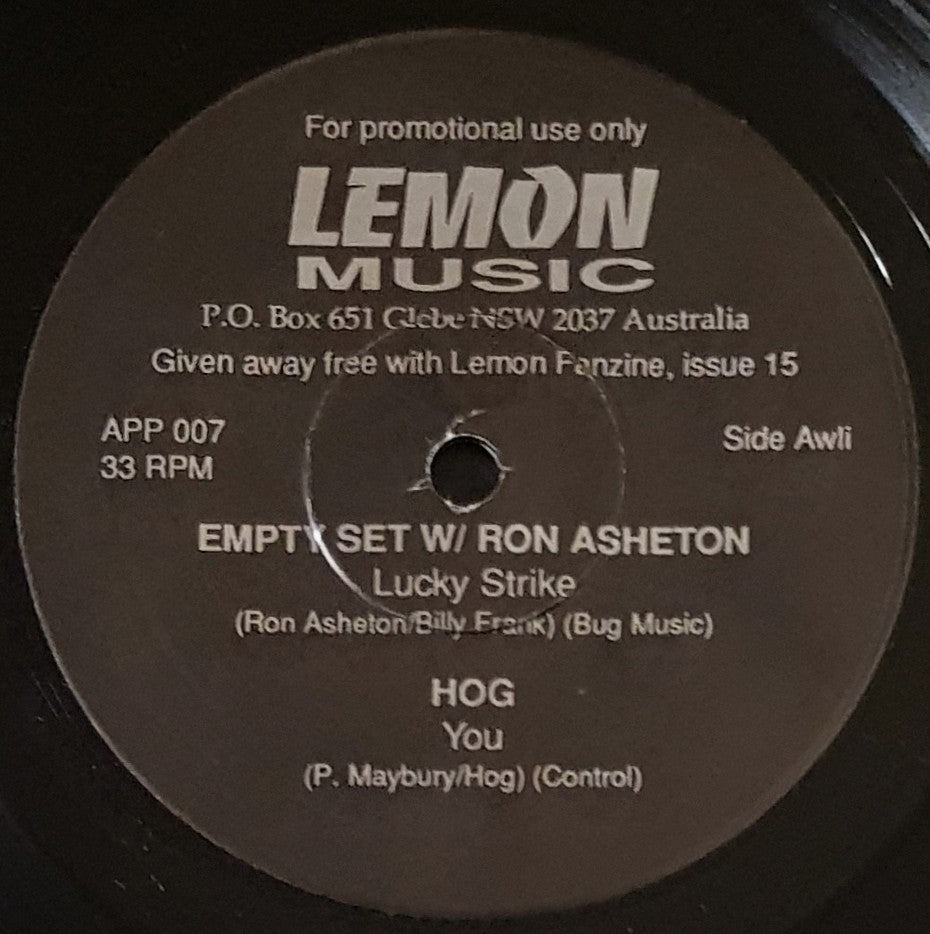 For promotional use only
LEMON
MUSIC
P.O. Box 651 Glebe NSW 2037 Australia
Given away free with Lemon Fanzine, issue 15
APP 007
33 RPM
Side Awli
EMPTY SET W/ RON ASHETON
Lucky Strike
(Ron Asheton/Billy Frank) (Bug Music)
HOG
You
(P. Maybury/Hog) (Control)